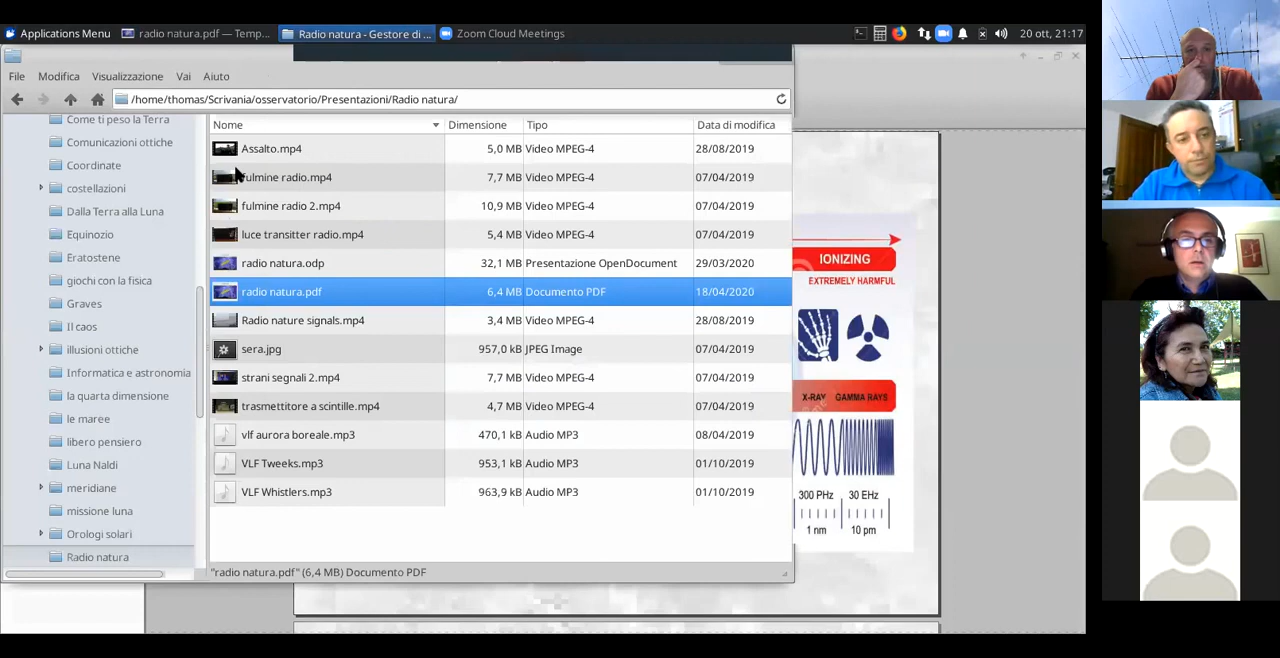 Applications Menu radio natura.pdf — Temp... Radio natura - Gestore di ... Zoom Cloud Meetings 20 ott, 21:17
File Modifica Visualizzazione Vai Aiuto
/home/thomas/Scrivania/osservatorio/Presentazioni/Radio natura/
Come ti peso la Terra
Comunicazioni ottiche
Coordinate
costellazioni
Dalla Terra alla Luna
Equinozio
Eratostene
giochi con la fisica
Graves
Il caos
illusioni ottiche
Informatica e astronomia
la quarta dimensione
le maree
libero pensiero
Luna Naldi
meridiane
missione luna
Orologi solari
Radio natura
Nome Dimensione Tipo Data di modifica
Assalto.mp4 5,0 MB Video MPEG-4 28/08/2019
fulmine radio.mp4 7,7 MB Video MPEG-4 07/04/2019
fulmine radio 2.mp4 10,9 MB Video MPEG-4 07/04/2019
luce transitter radio.mp4 5,4 MB Video MPEG-4 07/04/2019
radio natura.odp 32,1 MB Presentazione OpenDocument 29/03/2020
radio natura.pdf 6,4 MB Documento PDF 18/04/2020
Radio nature signals.mp4 3,4 MB Video MPEG-4 28/08/2019
sera.jpg 957,0 kB JPEG Image 07/04/2019
strani segnali 2.mp4 7,7 MB Video MPEG-4 07/04/2019
trasmettitore a scintille.mp4 4,7 MB Video MPEG-4 07/04/2019
vlf aurora boreale.mp3 470,1 kB Audio MP3 08/04/2019
VLF Tweeks.mp3 953,1 kB Audio MP3 01/10/2019
VLF Whistlers.mp3 963,9 kB Audio MP3 01/10/2019
"radio natura.pdf" (6,4 MB) Documento PDF
IONIZING
EXTREMELY HARMFUL
X-RAY GAMMA RAYS
300 PHz 30 EHz
1 nm 10 pm